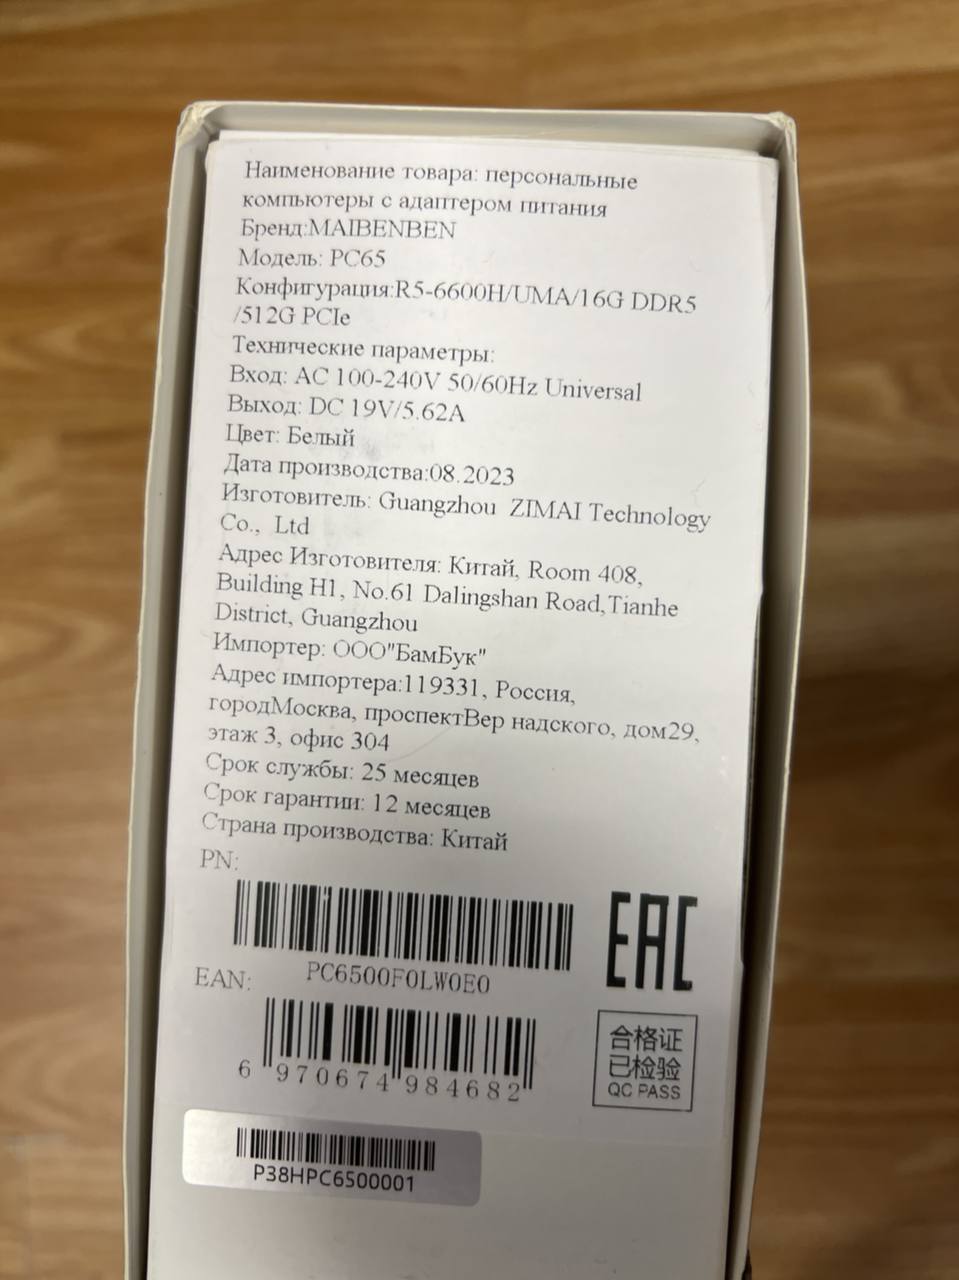 Наименование товара: персональные
компьютеры с адаптером питания
Бренд:MAIBENBEN
Модель: PC65
Конфигурация:R5-6600H/UMA/16G DDR5
/512G PCIe
Технические параметры:
Вход: AC 100-240V 50/60Hz Universal
Выход: DC 19V/5.62A
Цвет: Белый
Дата производства:08.2023
Изготовитель: Guangzhou ZIMAI Technology
Co., Ltd
Адрес Изготовителя: Китай, Room 408,
Building H1, No.61 Dalingshan Road,Tianhe
District, Guangzhou
Импортер: ООО"БамБук"
Адрес импортера:119331, Россия,
городМосква, проспектВер надского, дом29,
этаж 3, офис 304
Срок службы: 25 месяцев
Срок гарантии: 12 месяцев
Страна производства: Китай
PN:
PC6500F0LW0E0
EAC
EAN:
6 970674 984682
合格证
已检验
QC PASS
P38HPC6500001